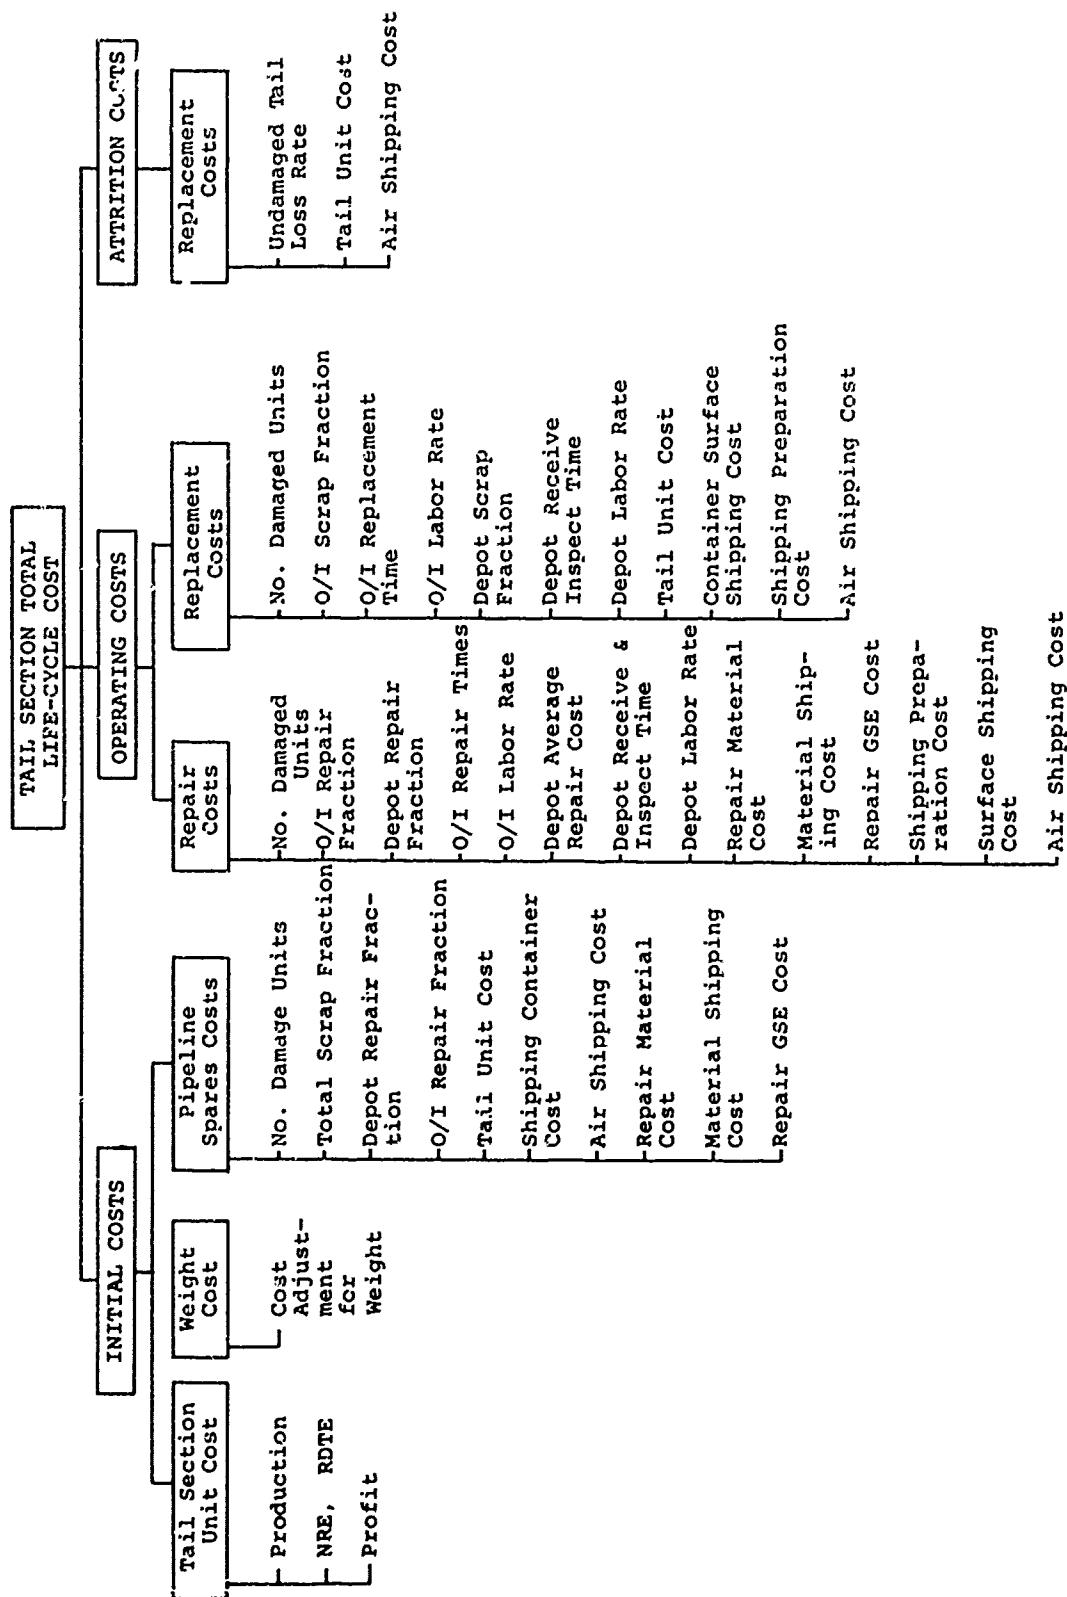 TAIL SECTION TOTAL
LIFE-CYCLE COST
INITIAL COSTS
OPERATING COSTS
ATTRITION COSTS
Tail Section
Unit Cost
Production
NRE, RDTE
Profit
Weight
Cost
Cost
Adjust-
ment
for
Weight
Pipeline
Spares Costs
No. Damage Units
Total Scrap Fraction
Depot Repair Frac-
tion
O/I Repair Fraction
Tail Unit Cost
Shipping Container
Cost
Air Shipping Cost
Repair Material
Cost
Material Shipping
Cost
Repair GSE Cost
Repair
Costs
No. Damaged
Units
O/I Repair
Fraction
Depot Repair
Fraction
O/I Repair Times
O/I Labor Rate
Depot Average
Repair Cost
Depot Receive &
Inspect Time
Depot Labor Rate
Repair Material
Cost
Material Ship-
ing Cost
Repair GSE Cost
Shipping Prepa-
ration Cost
Surface Shipping
Cost
Air Shipping Cost
Replacement
Costs
No. Damaged Units
O/I Scrap Fraction
O/I Replacement
Time
O/I Labor Rate
Depot Scrap
Fraction
Depot Receive
Inspect Time
Depot Labor Rate
Tail Unit Cost
Container Surface
Shipping Cost
Shipping Preparation
Cost
Air Shipping Cost
Replacement
Costs
Undamaged Tail
Loss Rate
Tail Unit Cost
Air Shipping Cost